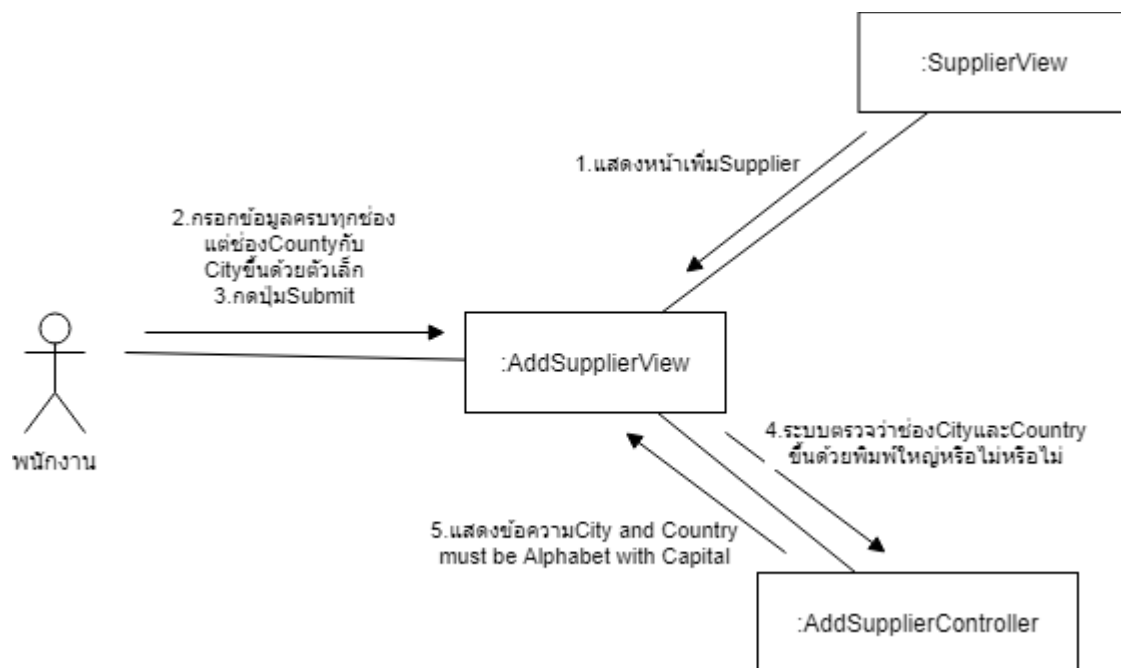 :SupplierView
1.แสดงหน้าเพิ่มSupplier
2.กรอกข้อมูลครบทุกช่อง
แต่ช่องCountyกับ
Cityขึ้นด้วยตัวเล็ก
3.กดปุ่มSubmit
:AddSupplierView
พนักงาน
4.ระบบตรวจว่าช่องCityและCountry
ขึ้นด้วยพิมพ์ใหญ่หรือไม่หรือไม่
5.แสดงข้อความCity and Country
must be Alphabet with Capital
:AddSupplierController